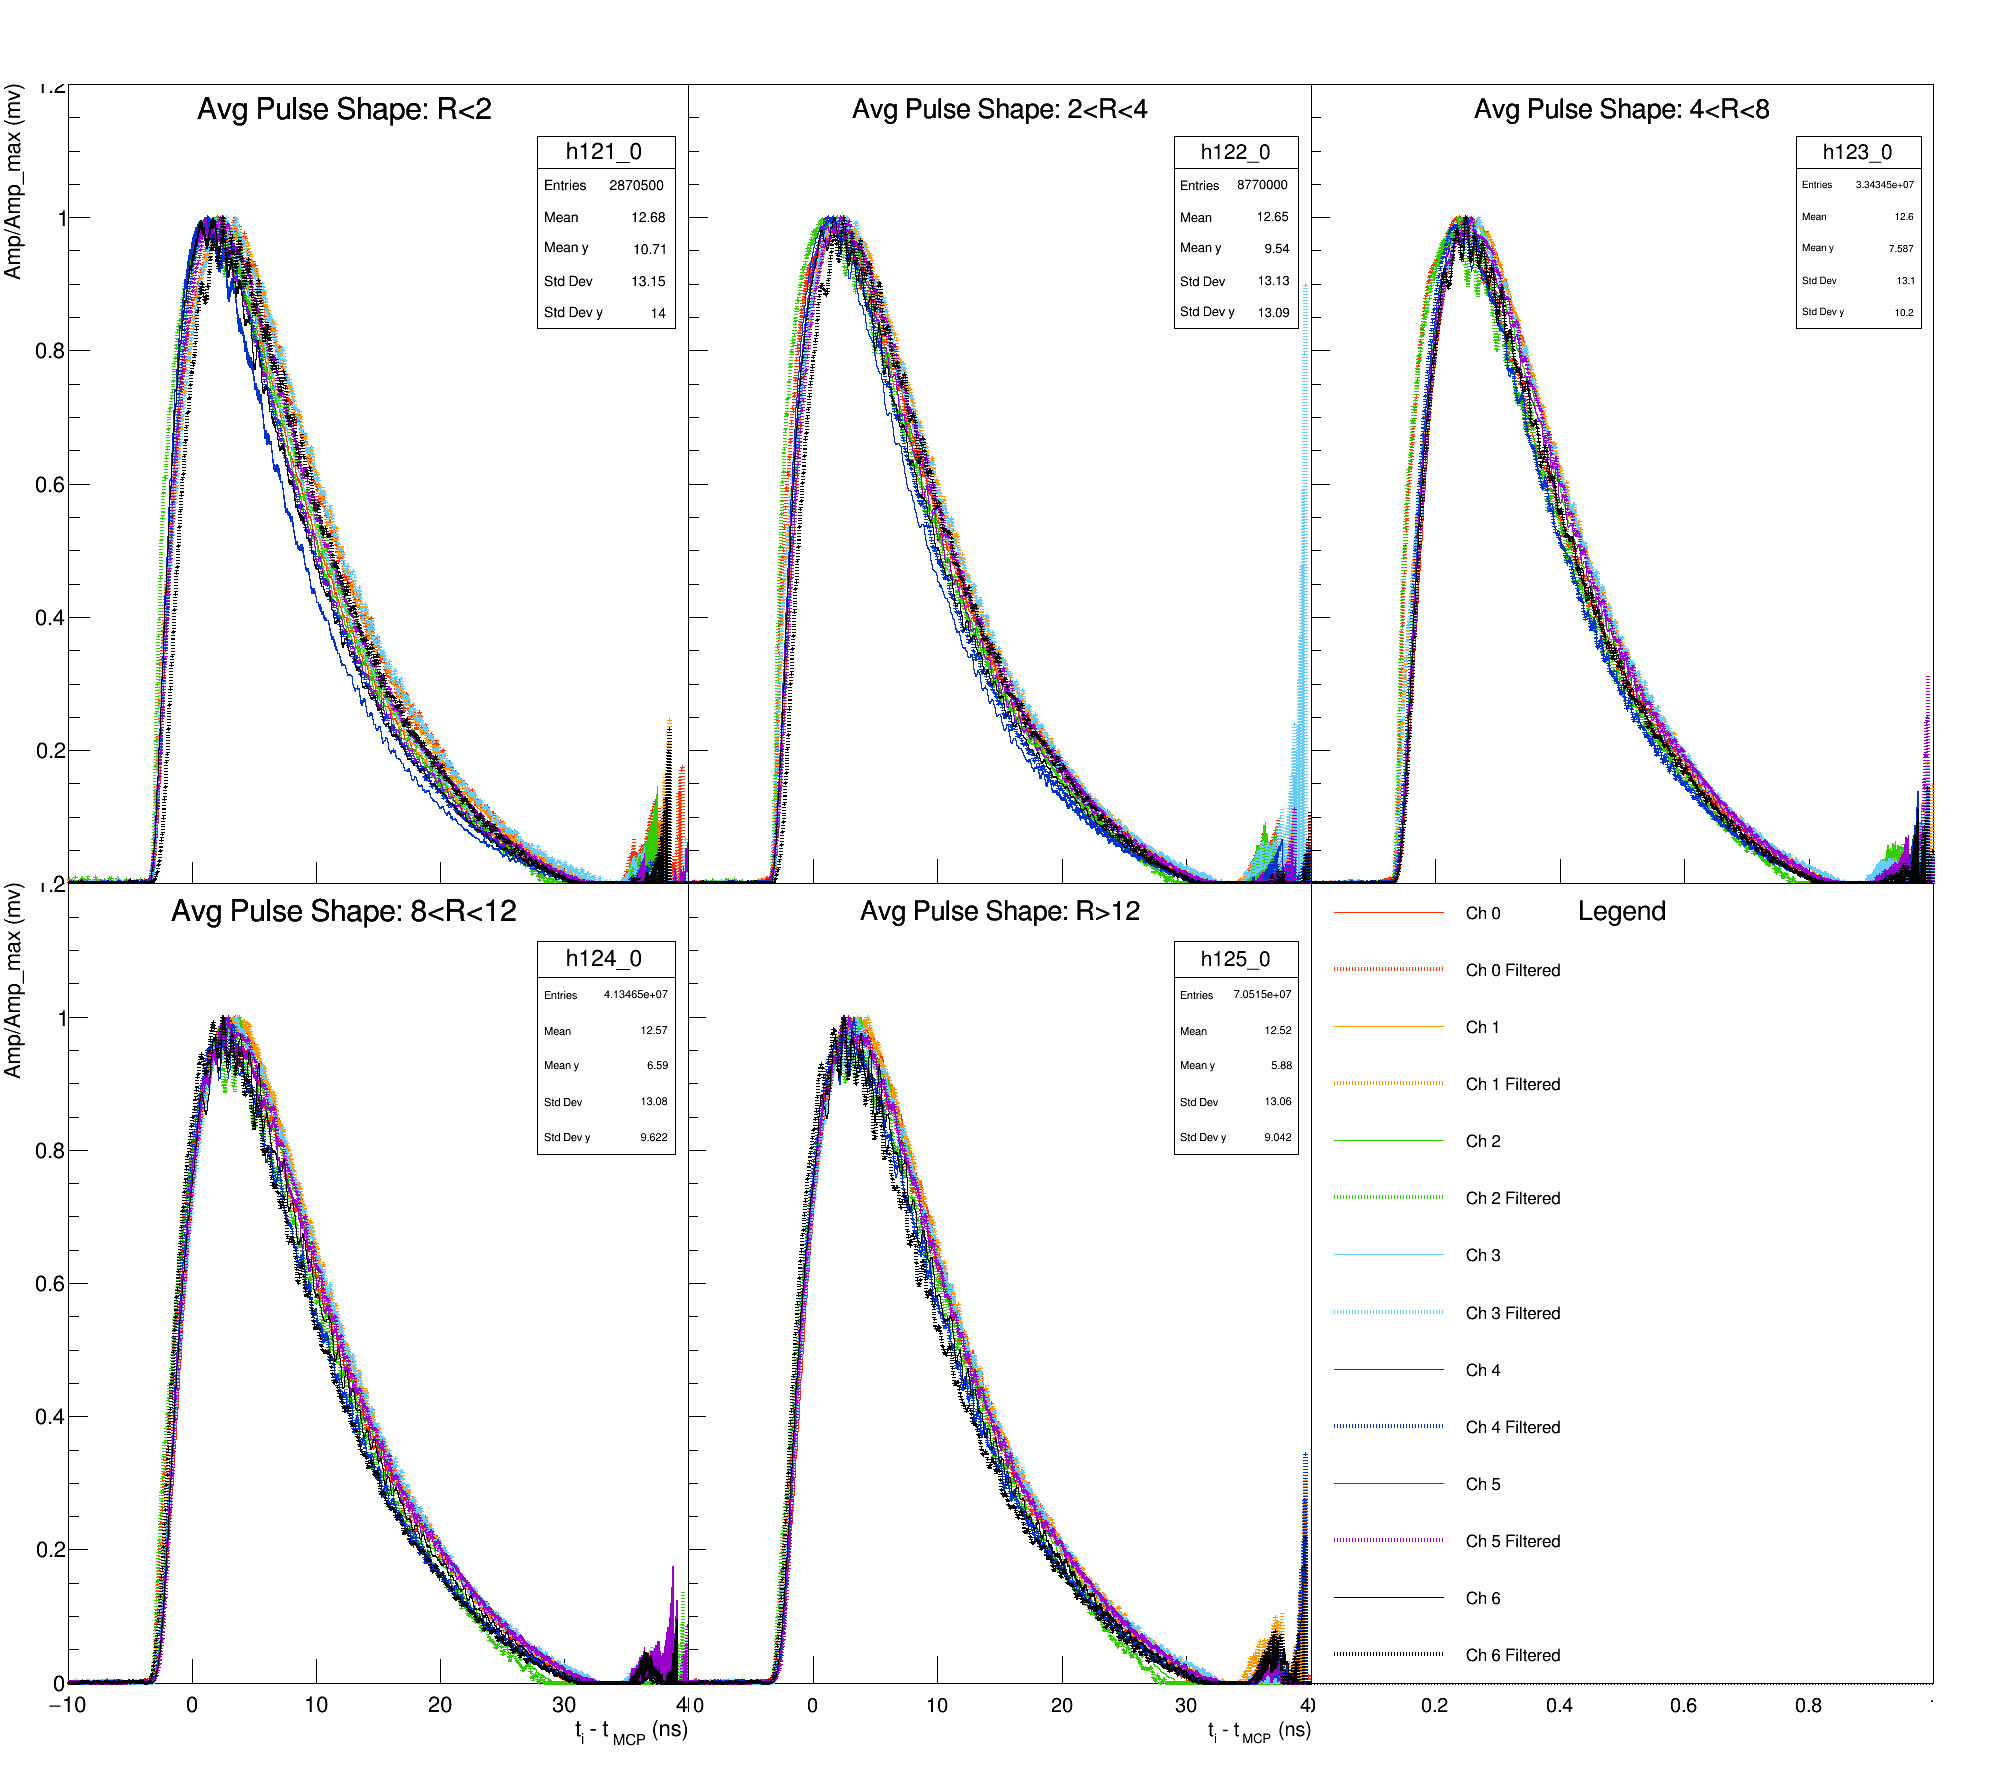 Avg Pulse Shape: R<2
h121_0
Entries 2870500
Mean 12.68
Mean y 10.71
Std Dev 13.15
Std Dev y 14
Amp/Amp_max (mv)
1.2
1
0.8
0.6
0.4
0.2
Avg Pulse Shape: 2<R<4
h122_0
Entries 8770000
Mean 12.65
Mean y 9.54
Std Dev 13.13
Std Dev y 13.09
Avg Pulse Shape: 4<R<8
h123_0
Entries 3.34345e+07
Mean 12.6
Mean y 7.587
Std Dev 13.1
Std Dev y 10.2
Avg Pulse Shape: 8<R<12
h124_0
Entries 4.13465e+07
Mean 12.57
Mean y 6.59
Std Dev 13.08
Std Dev y 9.622
Amp/Amp_max (mv)
1.2
1
0.8
0.6
0.4
0.2
0
−10 0 10 20 30 40
t_i - t_MCP (ns)
Avg Pulse Shape: R>12
h125_0
Entries 7.0515e+07
Mean 12.52
Mean y 5.88
Std Dev 13.06
Std Dev y 9.042
0 10 20 30 40
t_i - t_MCP (ns)
Legend
Ch 0
Ch 0 Filtered
Ch 1
Ch 1 Filtered
Ch 2
Ch 2 Filtered
Ch 3
Ch 3 Filtered
Ch 4
Ch 4 Filtered
Ch 5
Ch 5 Filtered
Ch 6
Ch 6 Filtered
0.2 0.4 0.6 0.8